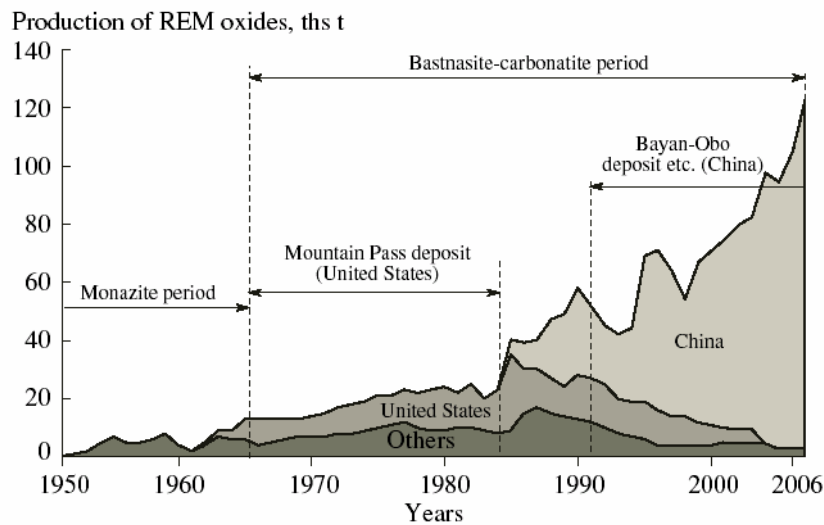 Production of REM oxides, ths t
140
120
100
80
60
40
20
0
Bastnasite-carbonatite period
Bayan-Obo
deposit etc. (China)
Mountain Pass deposit
(United States)
Monazite period
China
United States
Others
1950 1960 1970 1980 1990 2000 2006
Years